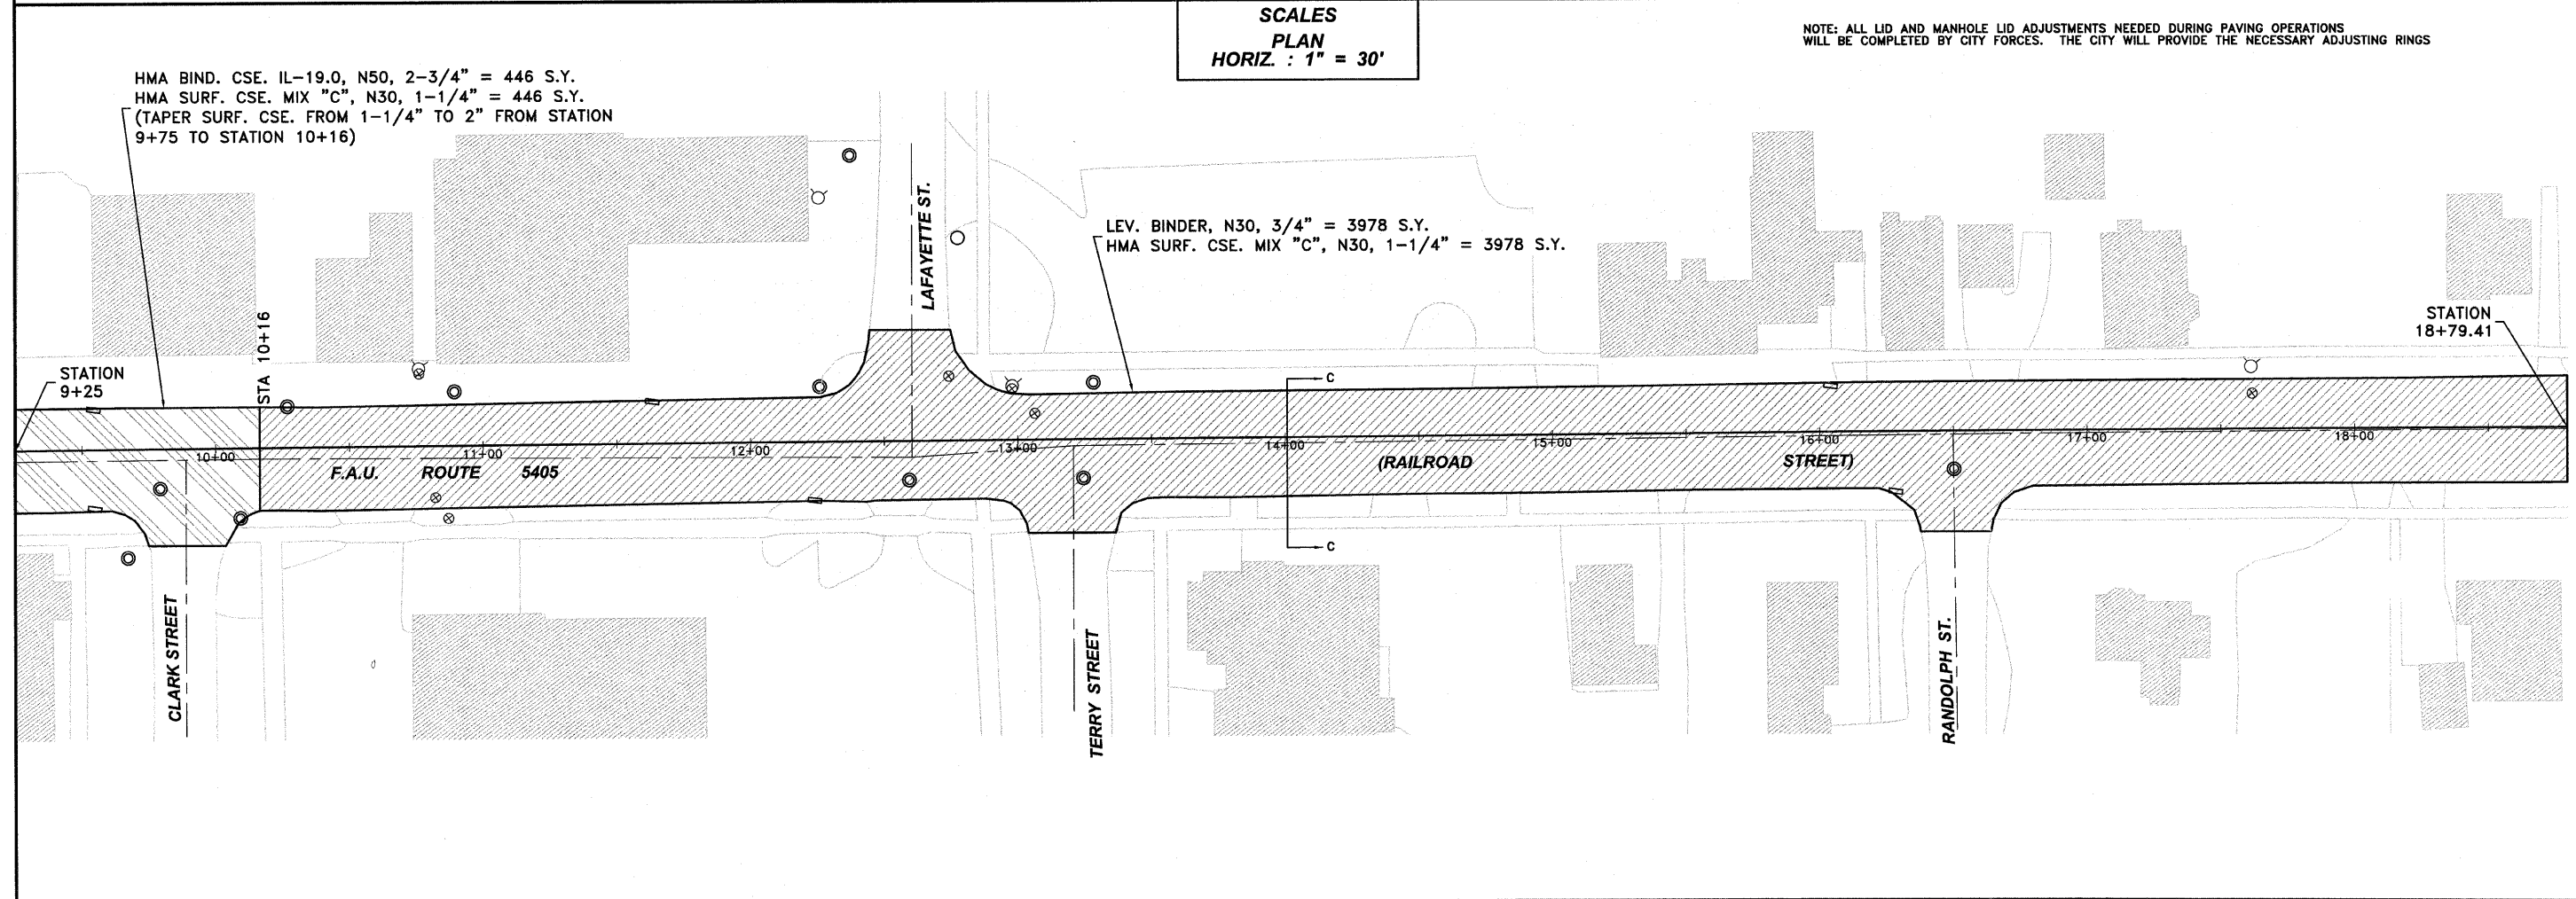 SCALES
PLAN
HORIZ. : 1" = 30'
NOTE: ALL LID AND MANHOLE LID ADJUSTMENTS NEEDED DURING PAVING OPERATIONS
WILL BE COMPLETED BY CITY FORCES. THE CITY WILL PROVIDE THE NECESSARY ADJUSTING RINGS
HMA BIND. CSE. IL-19.0, N50, 2-3/4" = 446 S.Y.
HMA SURF. CSE. MIX "C", N30, 1-1/4" = 446 S.Y.
(TAPER SURF. CSE. FROM 1-1/4" TO 2" FROM STATION
9+75 TO STATION 10+16)
LAFAYETTE ST.
LEV. BINDER, N30, 3/4" = 3978 S.Y.
HMA SURF. CSE. MIX "C", N30, 1-1/4" = 3978 S.Y.
STATION
9+25
STA 10+16
STATION
18+79.41
C
10+00
11+00
12+00
13+00
14+00
15+00
16+00
17+00
18+00
F.A.U. ROUTE 5405
(RAILROAD STREET)
C
CLARK STREET
TERRY STREET
RANDOLPH ST.